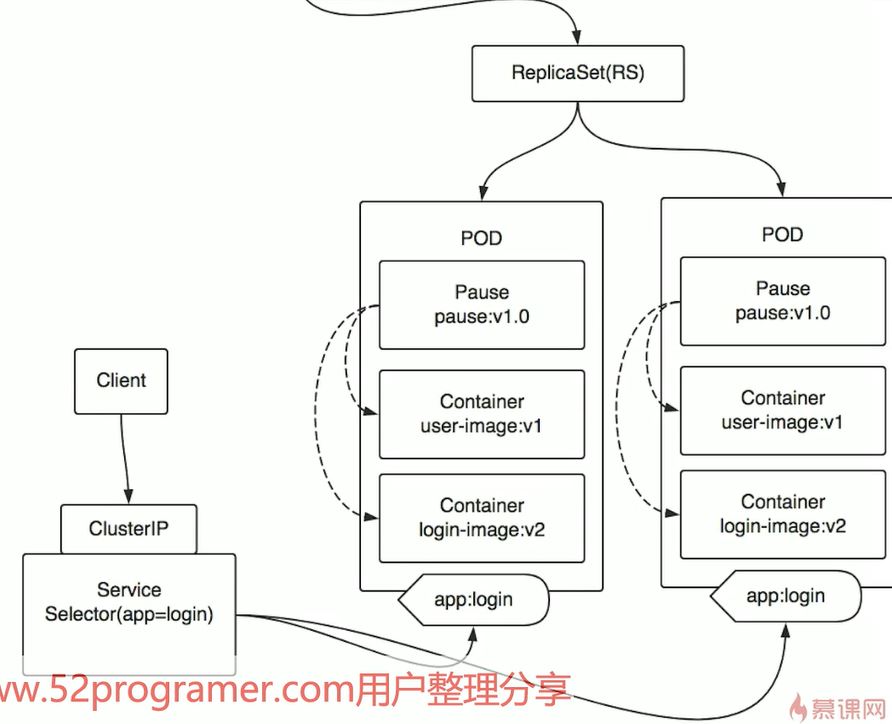 ReplicaSet(RS)
POD
Pause
pause:v1.0
Container
user-image:v1
Container
login-image:v2
app:login
POD
Pause
pause:v1.0
Container
user-image:v1
Container
login-image:v2
app:login
Client
ClusterIP
Service
Selector(app=login)
ww.52programer.com用户整理分享
慕课网